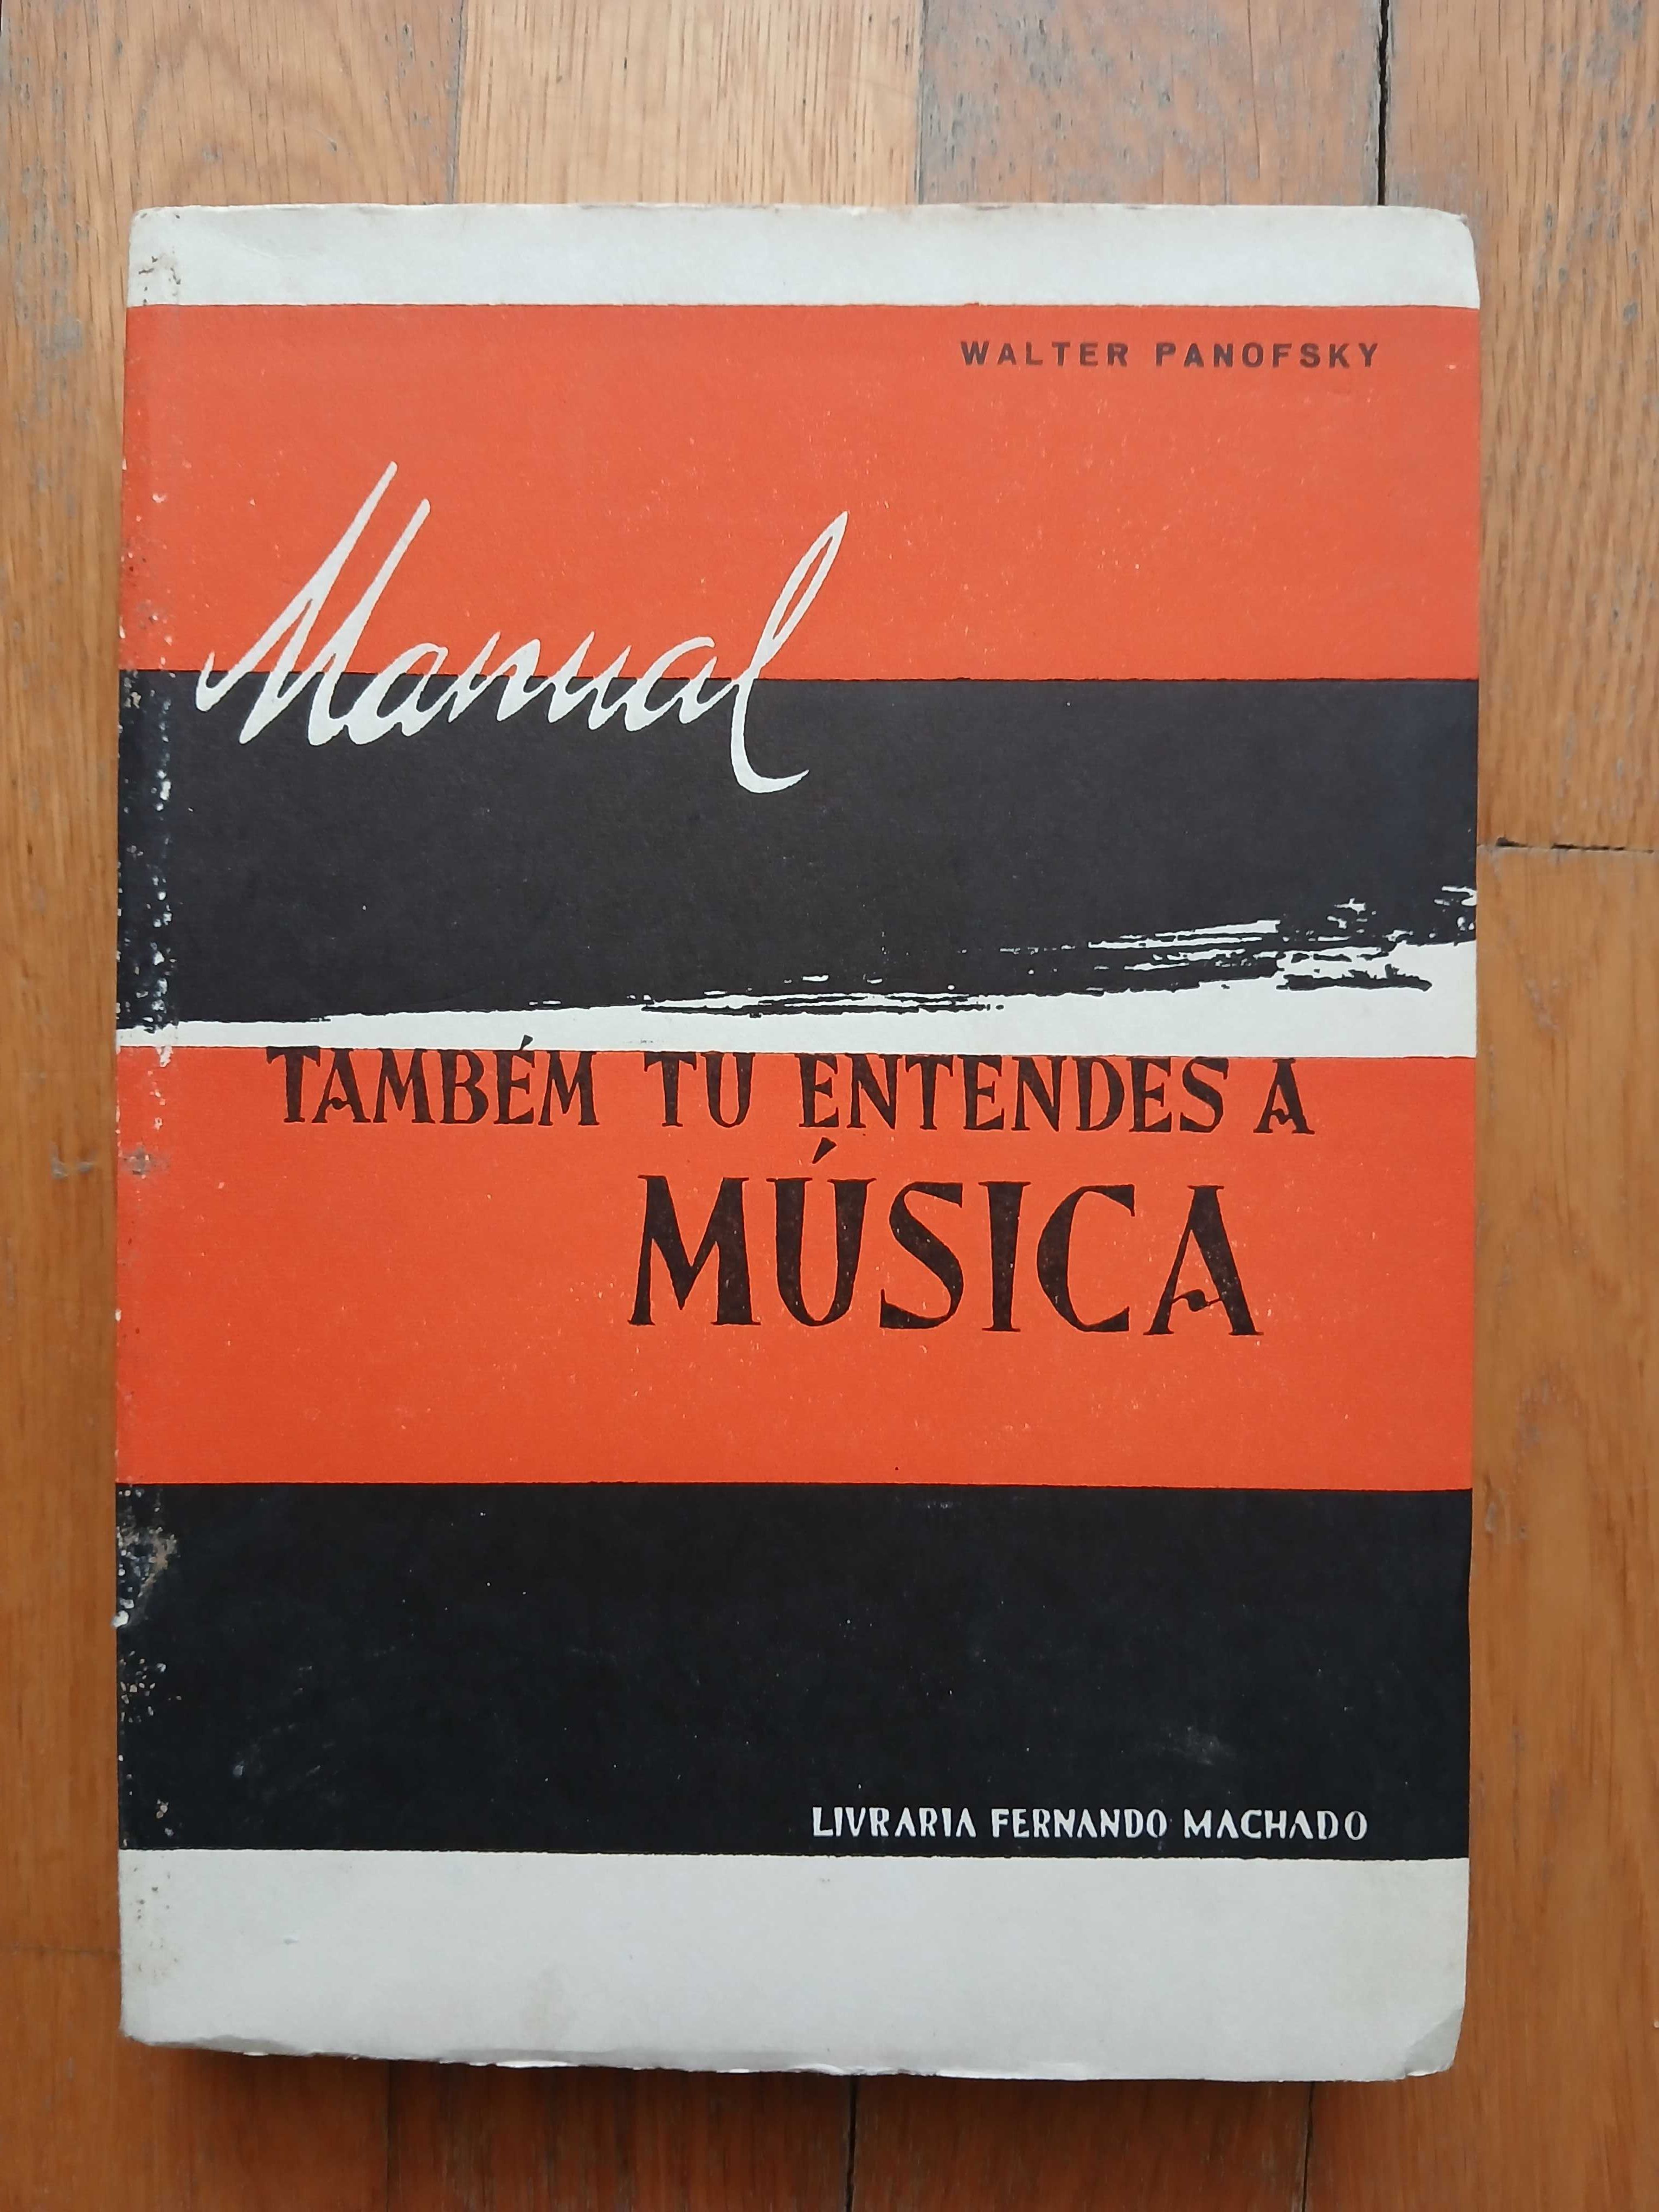 WALTER PANOFSKY
Manual
TAMBÉM TU ENTENDES A
MÚSICA
LIVRARIA FERNANDO MACHADO